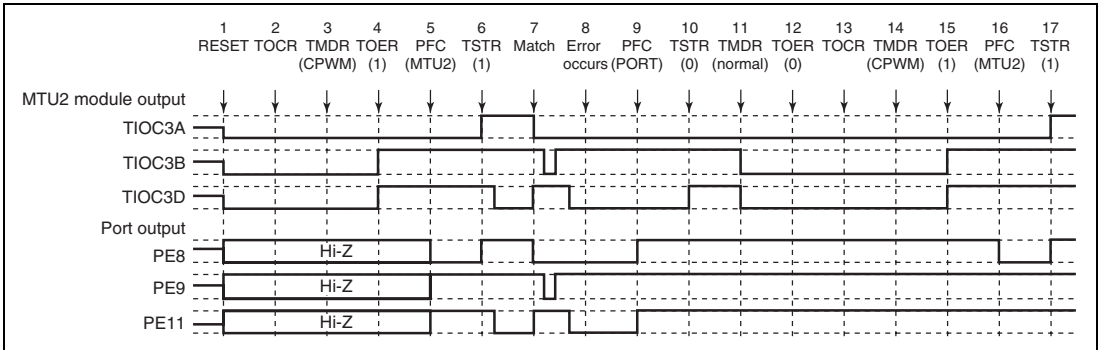 1 2 3 4 5 6 7 8 9 10 11 12 13 14 15 16 17
RESET TOCR TMDR TOER PFC TSTR Match Error PFC TSTR TMDR TOER TOCR TMDR TOER PFC TSTR
(CPWM) (1) (MTU2) (1) occurs (PORT) (0) (normal) (0) (CPWM) (1) (MTU2) (1)
MTU2 module output
TIOC3A
TIOC3B
TIOC3D
Port output
PE8 Hi-Z
PE9 Hi-Z
PE11 Hi-Z